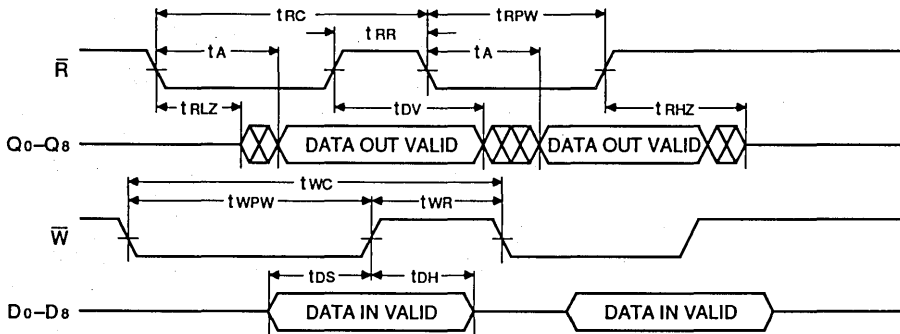 tRC
tRPW
tA
tRR
tA
R̅
tRLZ
tDV
tRHZ
Q0–Q8
DATA OUT VALID
DATA OUT VALID
tWC
tWPW
tWR
W̅
tDS
tDH
D0–D8
DATA IN VALID
DATA IN VALID